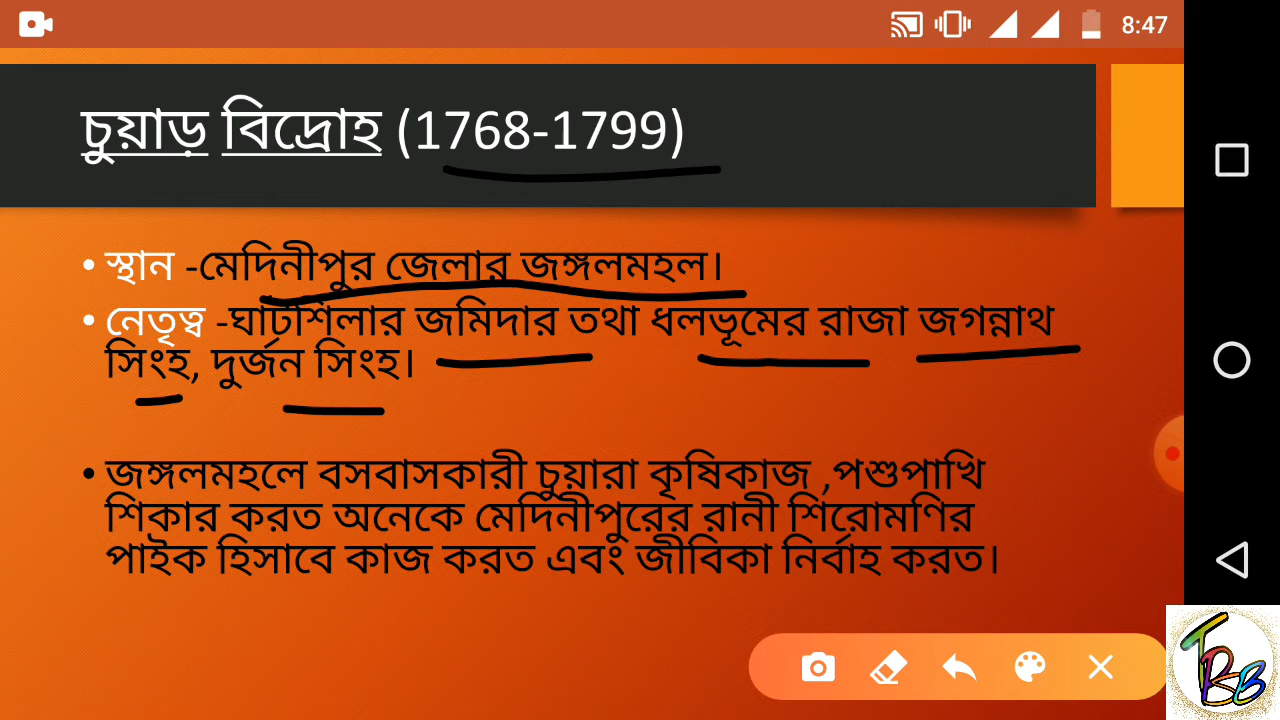 8:47
চুয়াড় বিদ্রোহ (1768-1799)
• স্থান -মেদিনীপুর জেলার জঙ্গলমহল।
• নেতৃত্ব -ঘাটশিলার জমিদার তথা ধলভূমের রাজা জগন্নাথ
সিংহ, দুর্জন সিংহ।
• জঙ্গলমহলে বসবাসকারী চুয়ারা কৃষিকাজ ,পশুপাখি
শিকার করত অনেকে মেদিনীপুরের রানী শিরোমণির
পাইক হিসাবে কাজ করত এবং জীবিকা নির্বাহ করত।
TBB